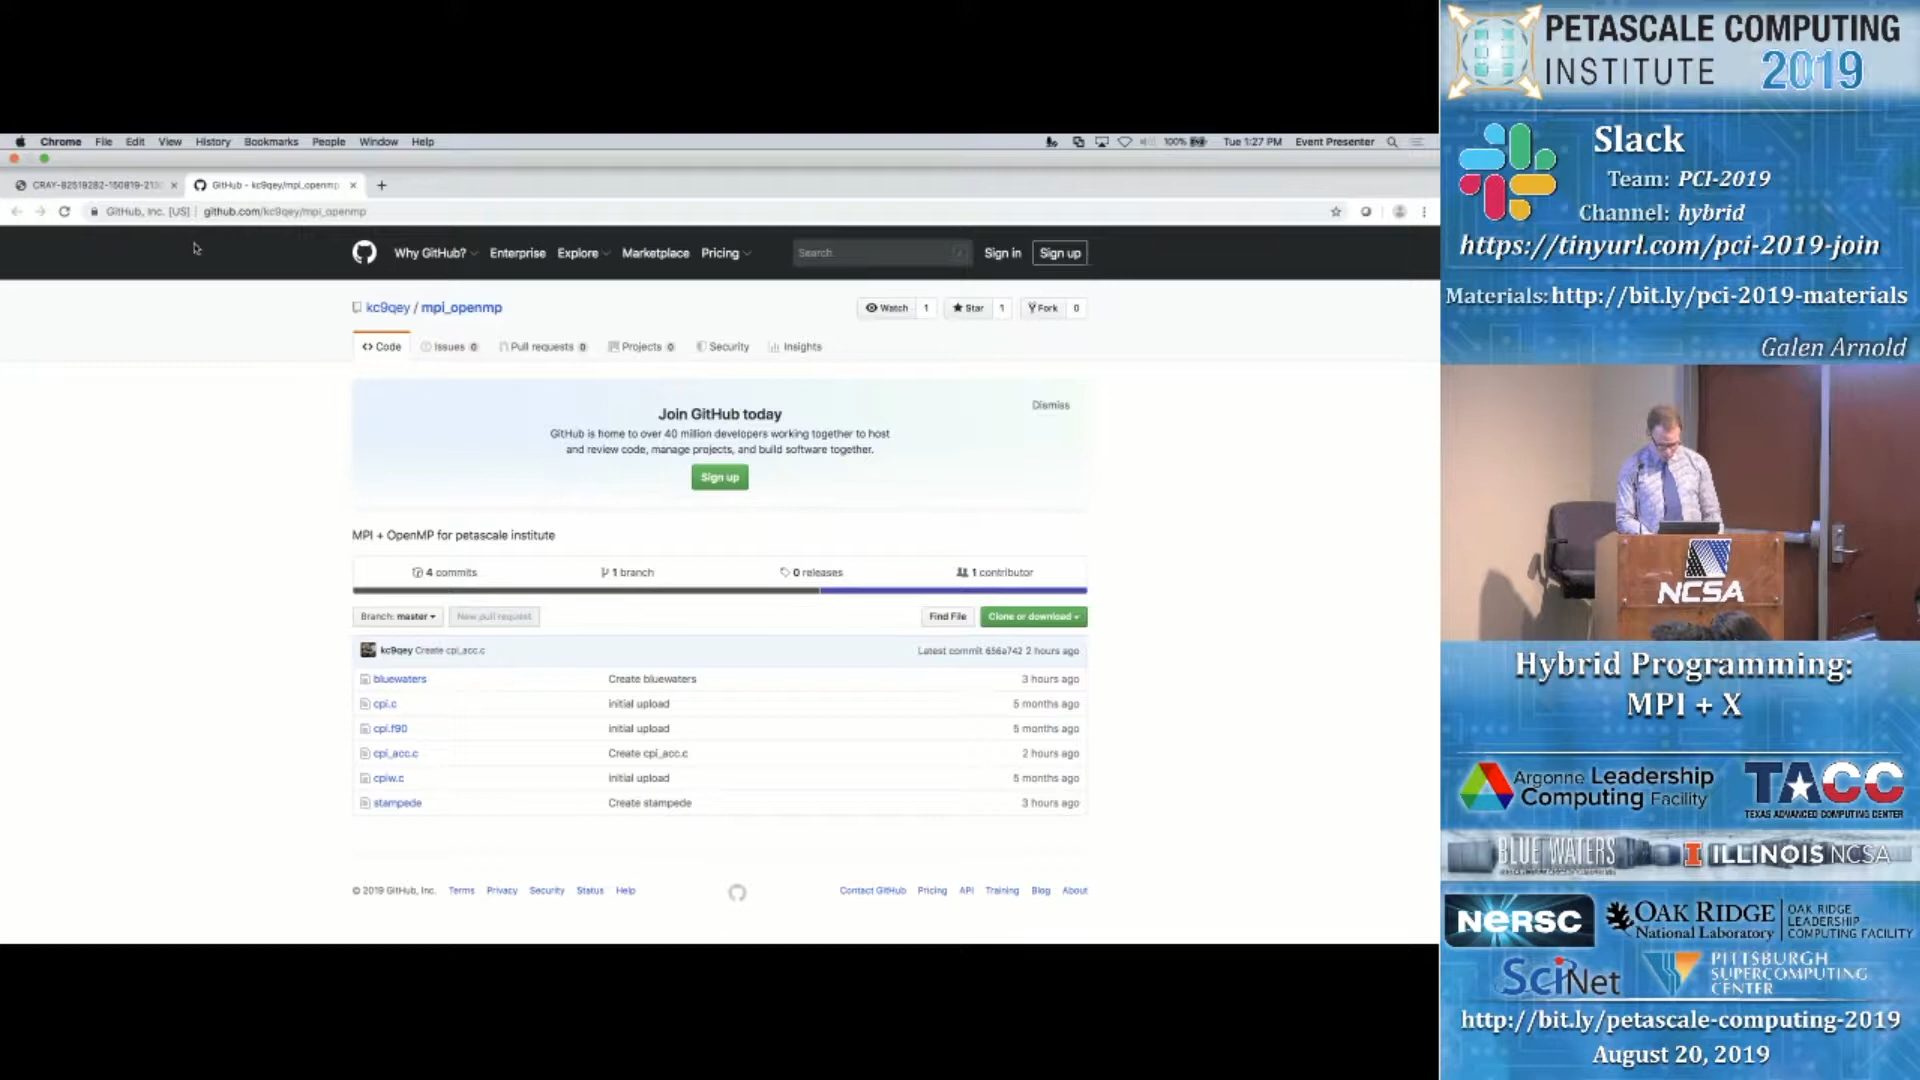 Chrome File Edit View History Bookmarks People Window Help
100% Tue 1:27 PM Event Presenter
GitHub - kc9qey/mpi_openmp
GitHub, Inc. [US] github.com/kc9qey/mpi_openmp
Why GitHub? Enterprise Explore Marketplace Pricing Search Sign in Sign up
kc9qey / mpi_openmp
Watch 1 Star 1 Fork 0
Code Issues 0 Pull requests 0 Projects 0 Security Insights
Dismiss
Join GitHub today
GitHub is home to over 40 million developers working together to host
and review code, manage projects, and build software together.
Sign up
MPI + OpenMP for petascale institute
4 commits 1 branch 0 releases 1 contributor
Branch: master New pull request Find File Clone or download
kc9qey Create cpi_acc.c Latest commit 656a742 2 hours ago
bluewaters Create bluewaters 3 hours ago
cpi.c initial upload 5 months ago
cpi.f90 initial upload 5 months ago
cpi_acc.c Create cpi_acc.c 2 hours ago
cpiw.c initial upload 5 months ago
stampede Create stampede 3 hours ago
© 2019 GitHub, Inc. Terms Privacy Security Status Help Contact GitHub Pricing API Training Blog About
PETASCALE COMPUTING
INSTITUTE 2019
Slack
Team: PCI-2019
Channel: hybrid
https://tinyurl.com/pci-2019-join
Materials: http://bit.ly/pci-2019-materials
Galen Arnold
NCSA
Hybrid Programming:
MPI + X
Argonne Leadership
Computing Facility
TACC
TEXAS ADVANCED COMPUTING CENTER
BLUE WATERS
ILLINOIS NCSA
NERSC
OAK RIDGE
National Laboratory
OAK RIDGE
LEADERSHIP
COMPUTING FACILITY
SciNet
PITTSBURGH
SUPERCOMPUTING
CENTER
http://bit.ly/petascale-computing-2019
August 20, 2019